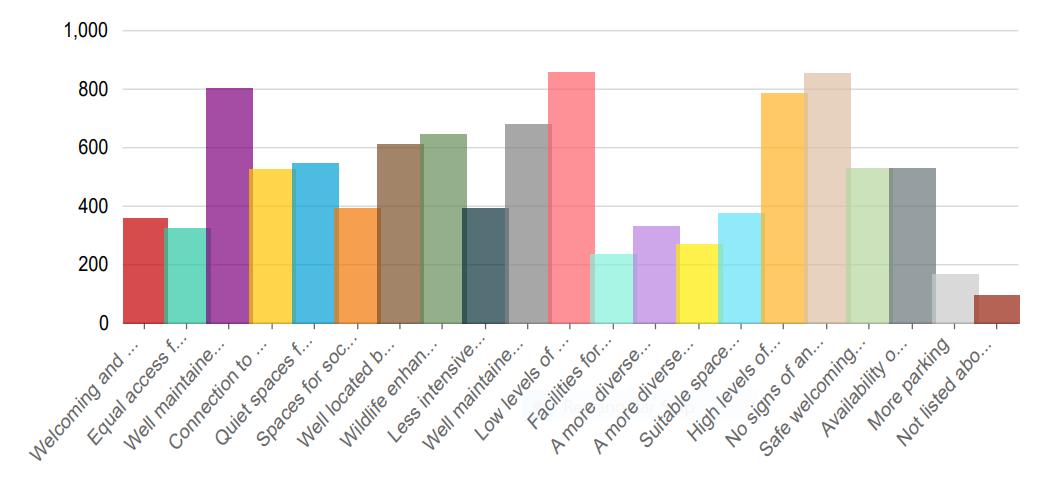 1,000
800
600
400
200
0
Welcoming and ...
Equal access f...
Well maintaine...
Connection to ...
Quiet spaces f...
Spaces for soc...
Well located b...
Wildlife enhan...
Less intensive...
Well maintaine...
Low levels of ...
Facilities for...
A more diverse...
A more diverse...
Suitable space...
High levels of...
No signs of an...
Safe welcoming...
Availability o...
More parking
Not listed abo...